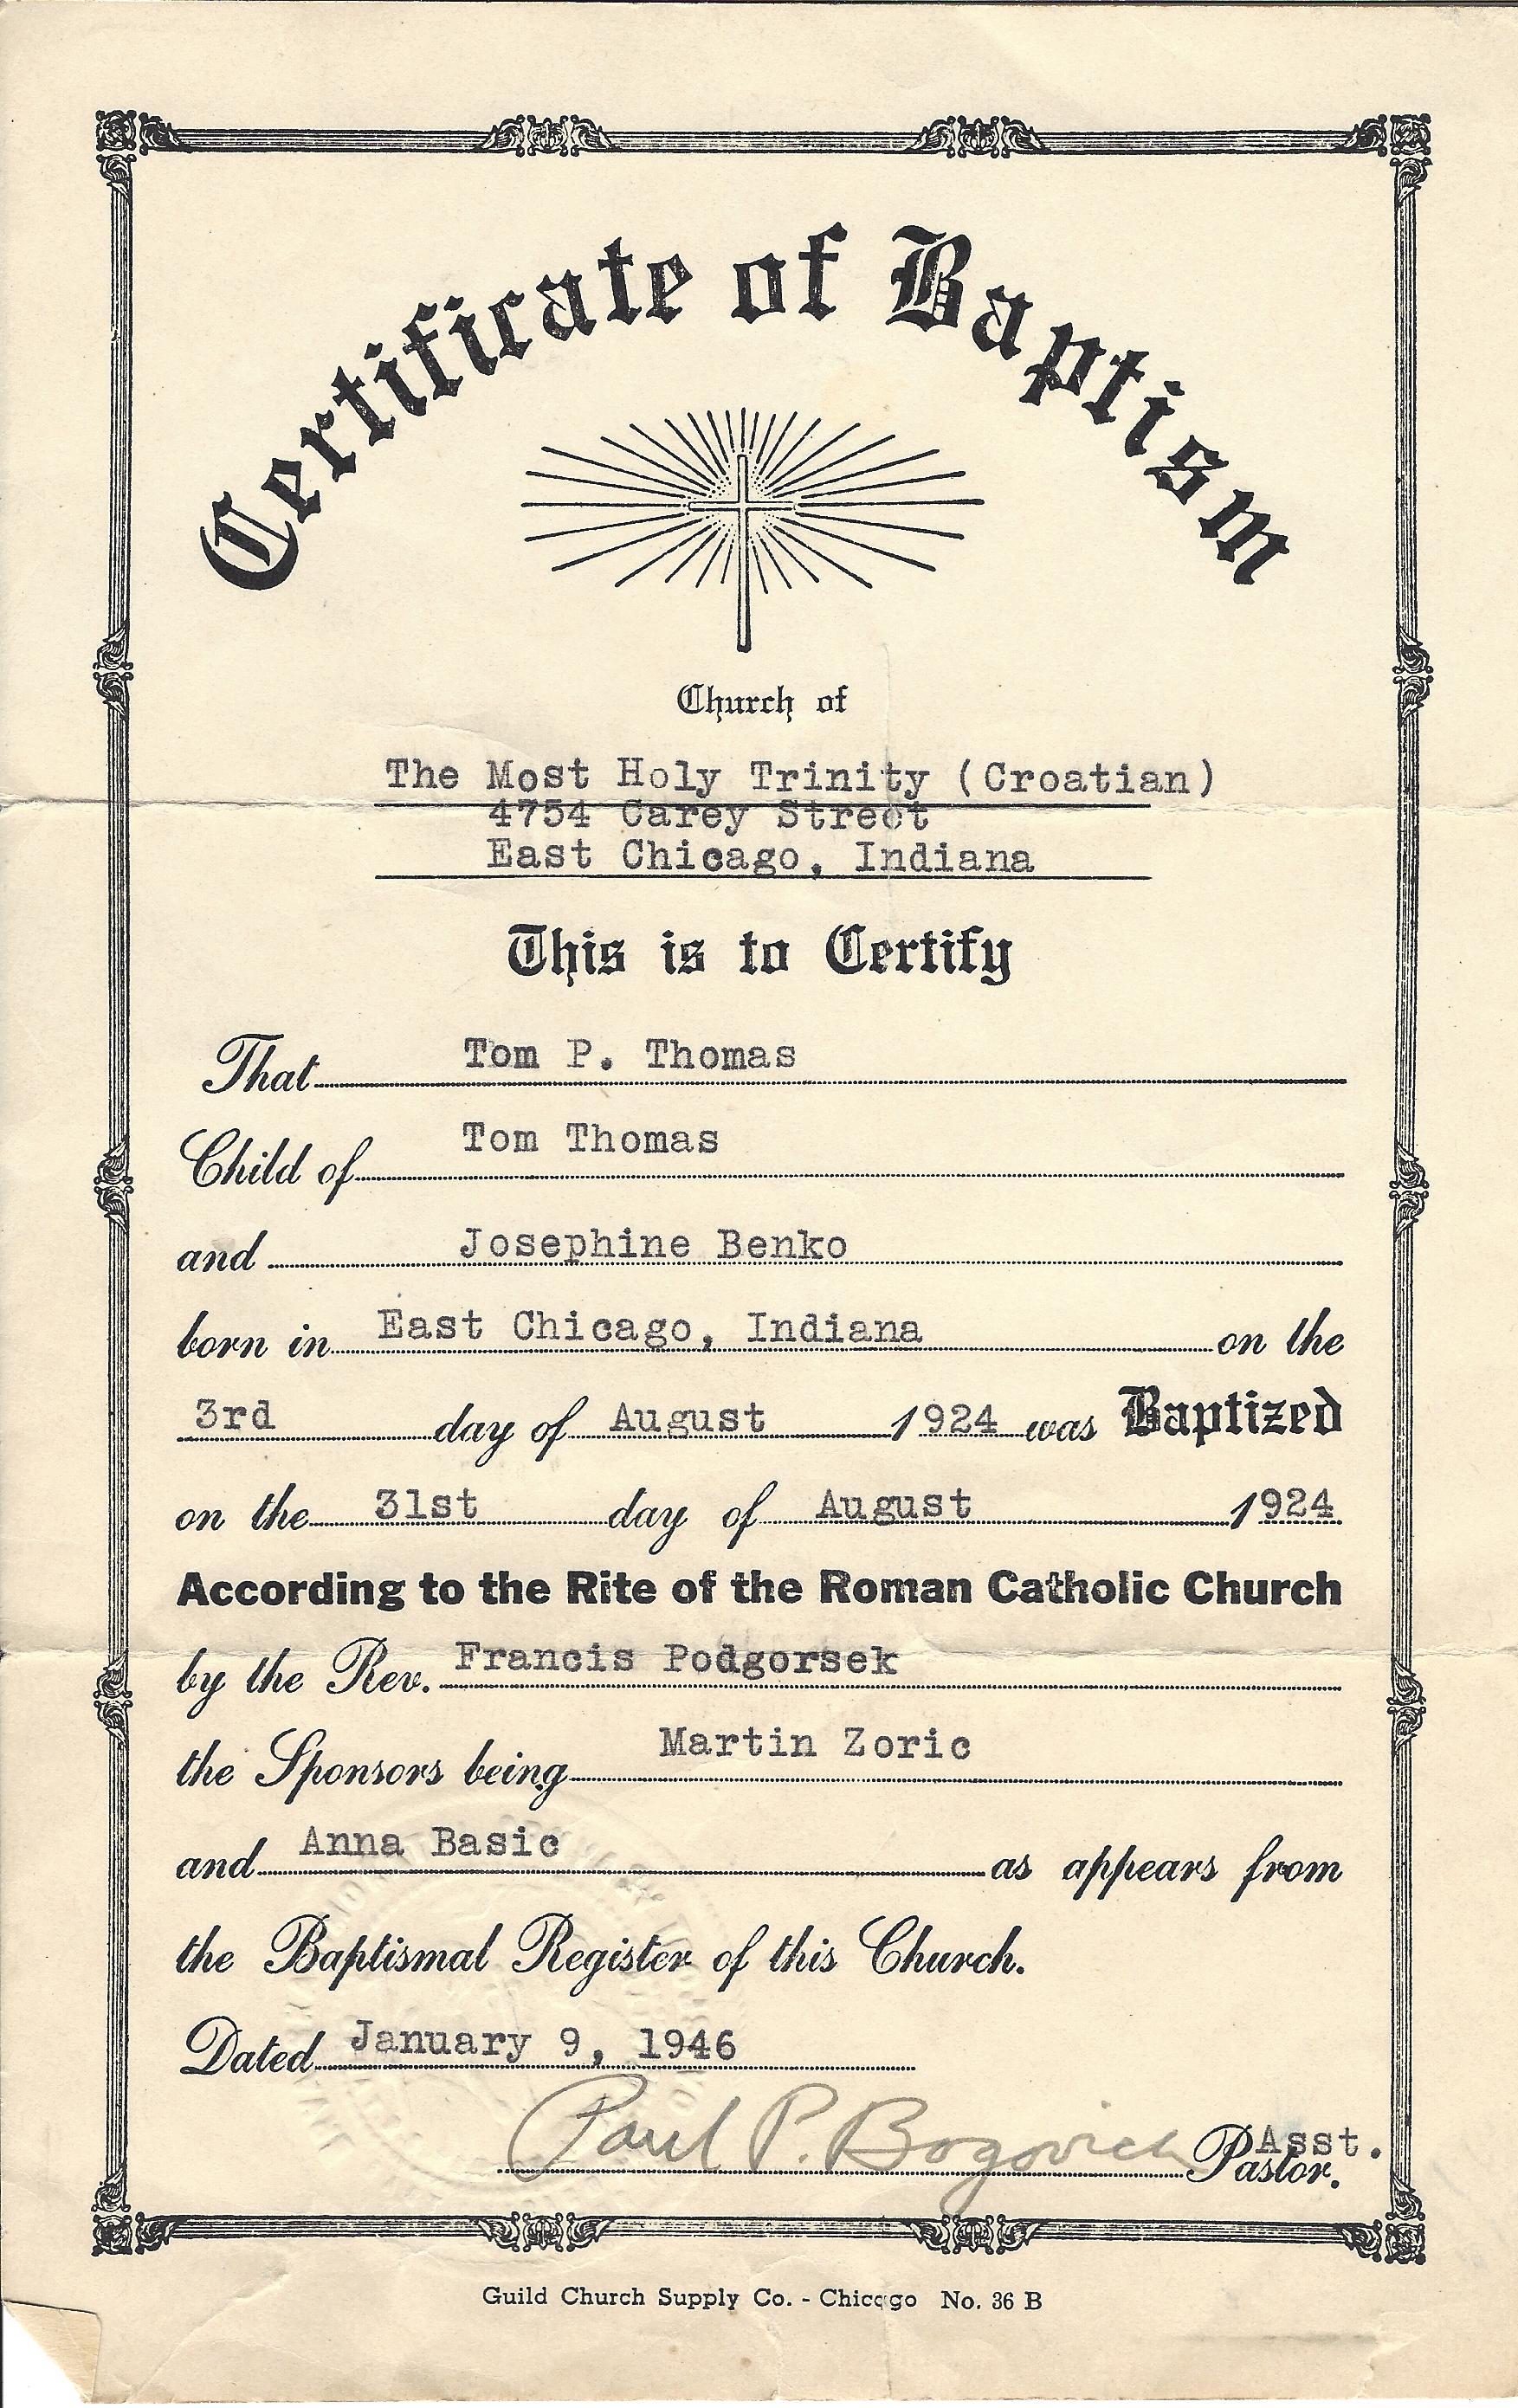 Certificate of Baptism
Church of
The Most Holy Trinity (Croatian)
4754 Carey Street
East Chicago, Indiana
This is to Certify
That Tom P. Thomas
Child of Tom Thomas
and Josephine Benko
born in East Chicago, Indiana on the
3rd day of August 1924 was Baptized
on the 31st day of August 1924
According to the Rite of the Roman Catholic Church
by the Rev. Francis Podgorsek
the Sponsors being Martin Zoric
and Anna Basic as appears from
the Baptismal Register of this Church.
Dated January 9, 1946
Paul P. Bogovich Asst. Pastor.
Guild Church Supply Co. - Chicago No. 36 B